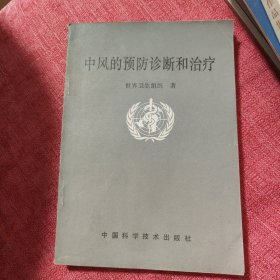 中风的预防诊断和治疗
世界卫生组织 著
中国科学技术出版社